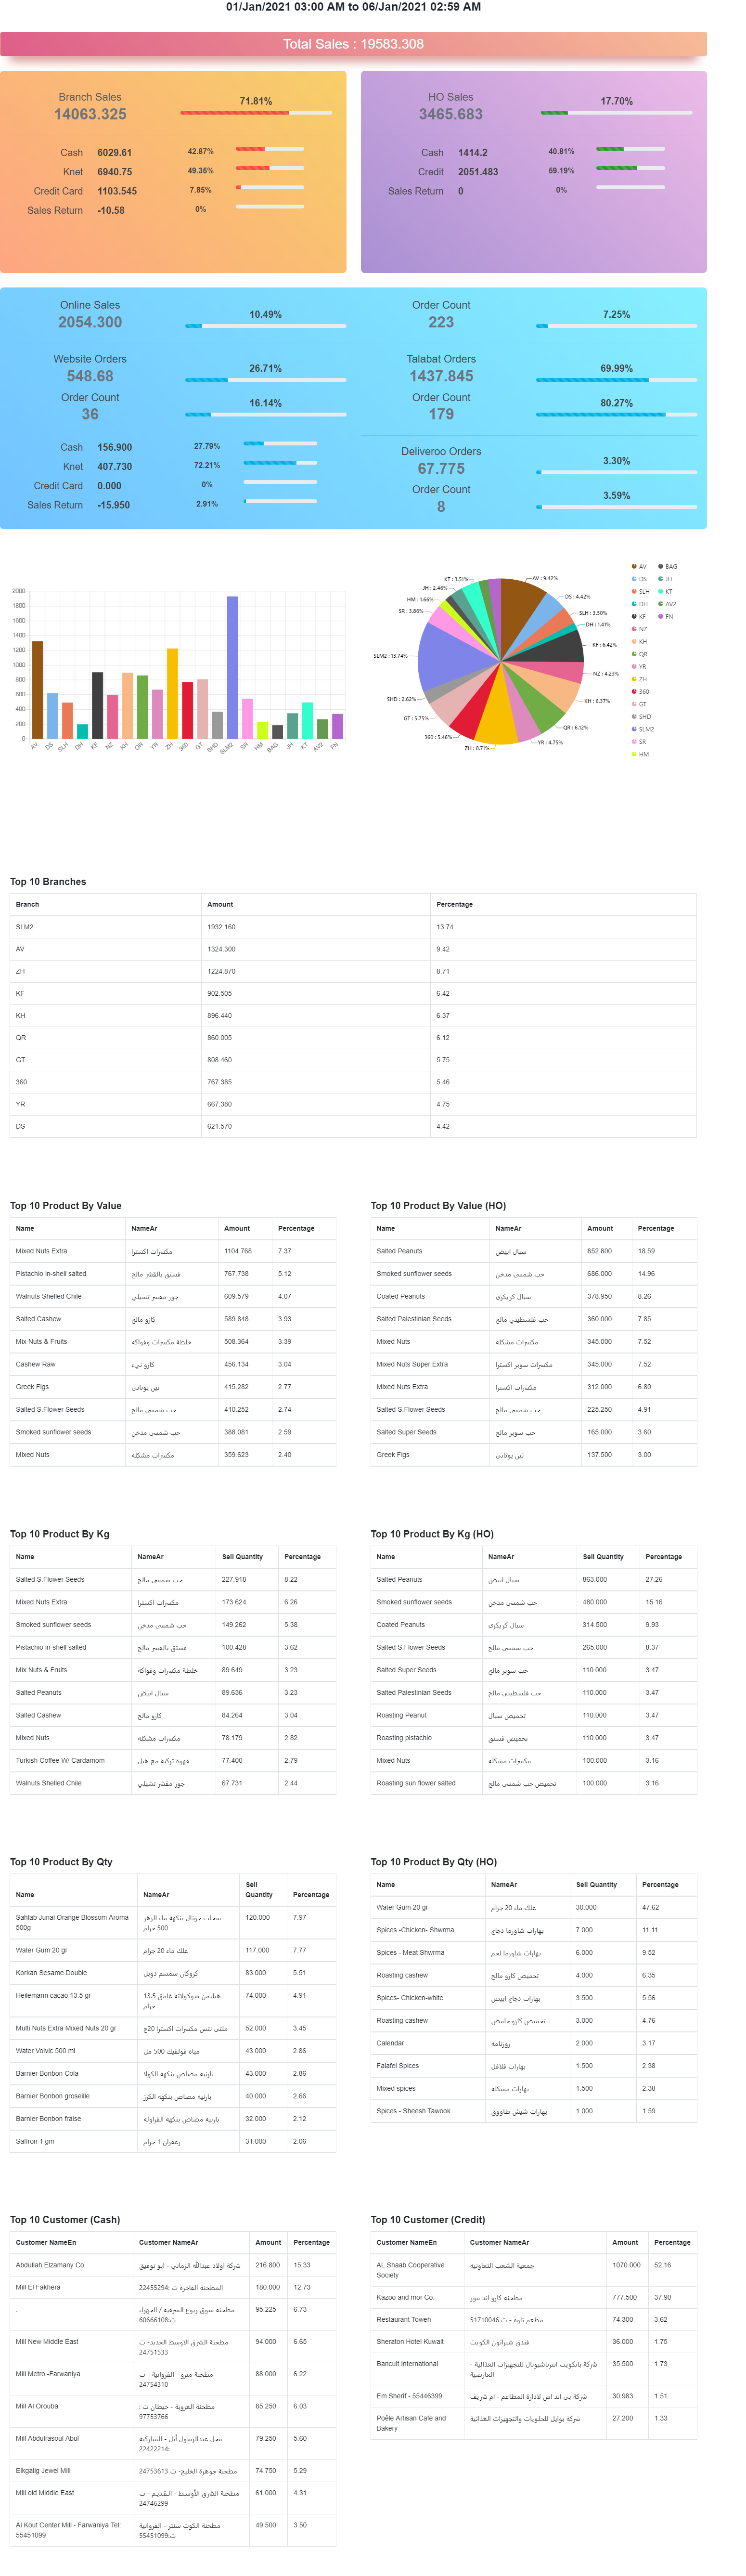 01/Jan/2021 03:00 AM to 06/Jan/2021 02:59 AM
Total Sales : 19583.308
Branch Sales
14063.325
71.81%
Cash 6029.61 42.87%
Knet 6940.75 49.35%
Credit Card 1103.545 7.85%
Sales Return -10.58 0%
HO Sales
3465.683
17.70%
Cash 1414.2 40.81%
Credit 2051.483 59.19%
Sales Return 0 0%
Online Sales
2054.300
10.49%
Order Count
223
7.25%
Website Orders
548.68
26.71%
Order Count
36
16.14%
Cash 156.900 27.79%
Knet 407.730 72.21%
Credit Card 0.000 0%
Sales Return -15.950 2.91%
Talabat Orders
1437.845
69.99%
Order Count
179
80.27%
Deliveroo Orders
67.775
3.30%
Order Count
8
3.59%
2000
1800
1600
1400
1200
1000
800
600
400
200
0
AV DS SLH DH KF NZ KH QR YR ZH 360 GT SHD SLM2 SR HM BAG JH KT AV2 FN
AV : 9.42%
DS : 4.42%
SLH : 3.50%
DH : 1.41%
KF : 6.42%
NZ : 4.23%
KH : 6.37%
QR : 6.12%
YR : 4.75%
ZH : 8.71%
360 : 5.46%
GT : 5.75%
SHD : 2.62%
SLM2 : 13.74%
SR : 3.86%
HM : 1.66%
JH : 2.46%
KT : 3.51%
AV BAG
DS JH
SLH KT
DH AV2
KF FN
NZ
KH
QR
YR
ZH
360
GT
SHD
SLM2
SR
HM
Top 10 Branches
Branch Amount Percentage
SLM2 1932.160 13.74
AV 1324.300 9.42
ZH 1224.870 8.71
KF 902.505 6.42
KH 896.440 6.37
QR 860.005 6.12
GT 808.460 5.75
360 767.385 5.46
YR 667.380 4.75
DS 621.570 4.42
Top 10 Product By Value
Name NameAr Amount Percentage
Mixed Nuts Extra مكسرات اكسترا 1104.768 7.37
Pistachio in-shell salted فستق بالقشر مالح 767.738 5.12
Walnuts Shelled Chile جوز مقشر تشيلي 609.579 4.07
Salted Cashew كازو مالح 589.848 3.93
Mix Nuts & Fruits خلطة مكسرات وفواكه 508.364 3.39
Cashew Raw كازو نيء 456.134 3.04
Greek Figs تين يوناني 415.282 2.77
Salted S.Flower Seeds حب شمسي مالح 410.252 2.74
Smoked sunflower seeds حب شمسي مدخن 388.081 2.59
Mixed Nuts مكسرات مشكله 359.623 2.40
Top 10 Product By Value (HO)
Name NameAr Amount Percentage
Salted Peanuts سبال ابيض 852.800 18.59
Smoked sunflower seeds حب شمسي مدخن 686.000 14.96
Coated Peanuts سبال كريكري 378.950 8.26
Salted Palestinian Seeds حب فلسطيني مالح 360.000 7.85
Mixed Nuts مكسرات مشكله 345.000 7.52
Mixed Nuts Super Extra مكسرات سوبر اكسترا 345.000 7.52
Mixed Nuts Extra مكسرات اكسترا 312.000 6.80
Salted S.Flower Seeds حب شمسي مالح 225.250 4.91
Salted Super Seeds حب سوبر مالح 165.000 3.60
Greek Figs تين يوناني 137.500 3.00
Top 10 Product By Kg
Name NameAr Sell Quantity Percentage
Salted S.Flower Seeds حب شمسي مالح 227.918 8.22
Mixed Nuts Extra مكسرات اكسترا 173.624 6.26
Smoked sunflower seeds حب شمسي مدخن 149.262 5.38
Pistachio in-shell salted فستق بالقشر مالح 100.428 3.62
Mix Nuts & Fruits خلطة مكسرات وفواكه 89.649 3.23
Salted Peanuts سبال ابيض 89.636 3.23
Salted Cashew كازو مالح 84.264 3.04
Mixed Nuts مكسرات مشكله 78.179 2.82
Turkish Coffee W/ Cardamom قهوة تركية مع هيل 77.400 2.79
Walnuts Shelled Chile جوز مقشر تشيلي 67.731 2.44
Top 10 Product By Kg (HO)
Name NameAr Sell Quantity Percentage
Salted Peanuts سبال ابيض 863.000 27.26
Smoked sunflower seeds حب شمسي مدخن 480.000 15.16
Coated Peanuts سبال كريكري 314.500 9.93
Salted S.Flower Seeds حب شمسي مالح 265.000 8.37
Salted Super Seeds حب سوبر مالح 110.000 3.47
Salted Palestinian Seeds حب فلسطيني مالح 110.000 3.47
Roasting Peanut تحميص سبال 110.000 3.47
Roasting pistachio تحميص فستق 110.000 3.47
Mixed Nuts مكسرات مشكله 100.000 3.16
Roasting sun flower salted تحميص حب شمسي مالح 100.000 3.16
Top 10 Product By Qty
Sell
Name NameAr Quantity Percentage
Sahlab Junal Orange Blossom Aroma سحلب جونال بنكهة ماء الزهر 120.000 7.97
500g 500 جرام
Water Gum 20 gr علك ماء 20 جرام 117.000 7.77
Korkan Sesame Double كروكان سمسم دوبل 83.000 5.51
Heilemann cacao 13.5 gr هيليمن شوكولاته غامق 13.5 74.000 4.91
جرام
Multi Nuts Extra Mixed Nuts 20 gr ملتى نتس مكسرات اكسترا 20ج 52.000 3.45
Water Volvic 500 ml مياه فولفيك 500 مل 43.000 2.86
Barnier Bonbon Cola بارنيه مصاص بنكهه الكولا 43.000 2.86
Barnier Bonbon groseille بارنيه مصاص بنكهه الكرز 40.000 2.66
Barnier Bonbon fraise بارنيه مصاص بنكهه الفراوله 32.000 2.12
Saffron 1 gm زعفران 1 جرام 31.000 2.06
Top 10 Product By Qty (HO)
Name NameAr Sell Quantity Percentage
Water Gum 20 gr علك ماء 20 جرام 30.000 47.62
Spices -Chicken- Shwrma بهارات شاورما دجاج 7.000 11.11
Spices - Meat Shwrma بهارات شاورما لحم 6.000 9.52
Roasting cashew تحميص كازو مالح 4.000 6.35
Spices- Chicken-white بهارات دجاج ابيض 3.500 5.56
Roasting cashew تحميص كازو حامض 3.000 4.76
Calendar روزنامه 2.000 3.17
Falafel Spices بهارات فلافل 1.500 2.38
Mixed spices بهارات مشكله 1.500 2.38
Spices - Sheesh Tawook بهارات شيش طاووق 1.000 1.59
Top 10 Customer (Cash)
Customer NameEn Customer NameAr Amount Percentage
Abdullah Elzamany Co. شركة اولاد عبدالله الزماني - ابو توفيق 216.800 15.33
Mill El Fakhera المطحنة الفاخرة ت :22455294 180.000 12.73
. مطحنة سوق ربوع الشرقية / الجهراء 95.225 6.73
ت:60666108
Mill New Middle East مطحنة الشرق الاوسط الجديد- ت 94.000 6.65
24751533
Mill Metro -Farwaniya مطحنة مترو - الفروانية - ت 88.000 6.22
24754310
Mill Al Orouba مطحنة العروبة - خيطان ت : 85.250 6.03
97753766
Mill Abdulrasoul Abul محل عبدالرسول أبل - المباركية 79.250 5.60
:22422214
Elkgalig Jewel Mill مطحنة جوهرة الخليج- ت 24753613 74.750 5.29
Mill old Middle East مطحنة الشرق الأوسط - القديم - ت 61.000 4.31
24746299
Al Kout Center Mill - Farwaniya Tel: مطحنة الكوت سنتر - الفروانية 49.500 3.50
55451099 ت:55451099
Top 10 Customer (Credit)
Customer NameEn Customer NameAr Amount Percentage
AL Shaab Cooperative جمعية الشعب التعاونيه 1070.000 52.16
Society
Kazoo and mor Co. مطحنة كازو اند مور 777.500 37.90
Restaurant Toweh مطعم تاوه - ت 51710046 74.300 3.62
Sheraton Hotel Kuwait فندق شيراتون الكويت 36.000 1.75
Bancuit International شركة بانكويت انترناشيونال للتجهيزات الغذائية - 35.500 1.73
العارضية
Em Sherif - 55446399 شركة بى اند اس لادارة المطاعم - ام شريف 30.983 1.51
Poêle Artisan Cafe and شركة بوايل للحلويات والتجهيزات الغذائية 27.200 1.33
Bakery